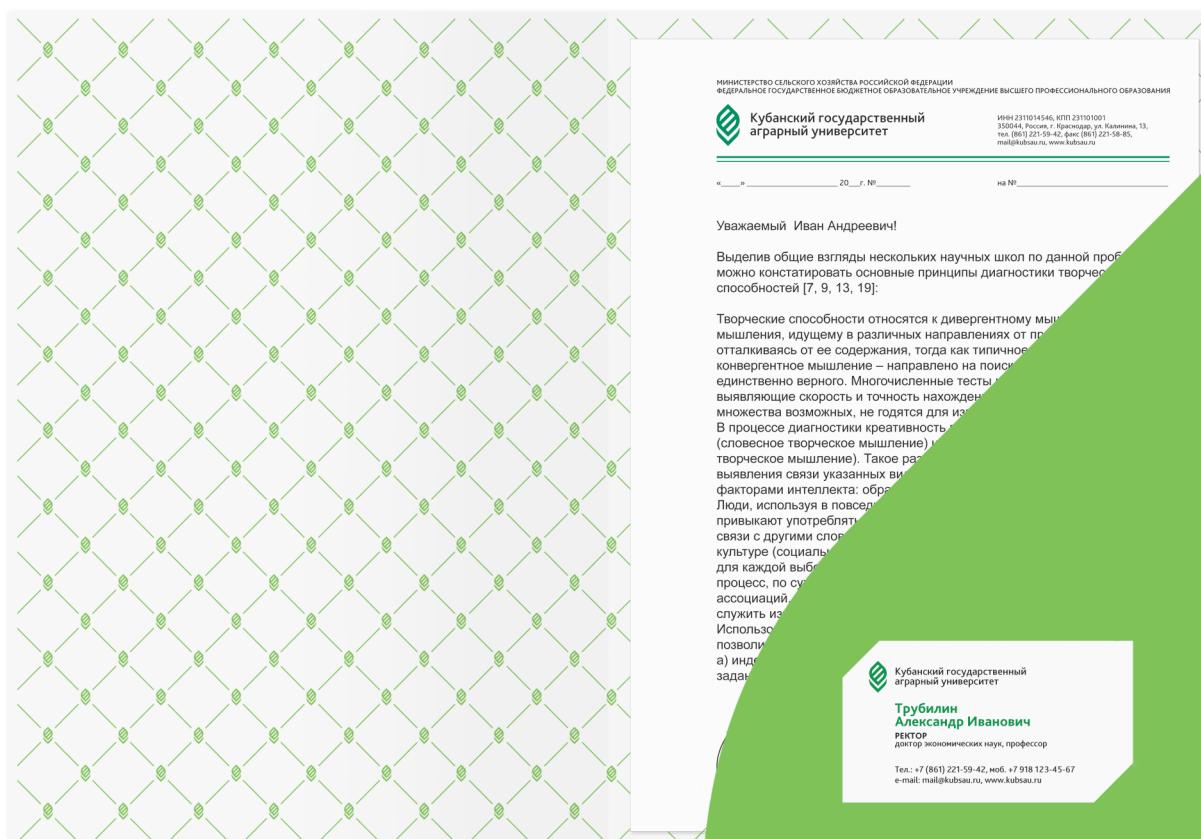 МИНИСТЕРСТВО СЕЛЬСКОГО ХОЗЯЙСТВА РОССИЙСКОЙ ФЕДЕРАЦИИ
ФЕДЕРАЛЬНОЕ ГОСУДАРСТВЕННОЕ БЮДЖЕТНОЕ ОБРАЗОВАТЕЛЬНОЕ УЧРЕЖДЕНИЕ ВЫСШЕГО ПРОФЕССИОНАЛЬНОГО ОБРАЗОВАНИЯ
Кубанский государственный
аграрный университет
ИНН 2311014546, КПП 231101001
350044, Россия, г. Краснодар, ул. Калинина, 13,
тел. (861) 221-59-42, факс (861) 221-58-85,
mail@kubsau.ru, www.kubsau.ru
«____» ____________________ 20___г. №________ на №__________________________________
Уважаемый Иван Андреевич!
Выделив общие взгляды нескольких научных школ по данной проб
можно констатировать основные принципы диагностики творчес
способностей [7, 9, 13, 19]:
Творческие способности относятся к дивергентному мыш
мышления, идущему в различных направлениях от пр
отталкиваясь от ее содержания, тогда как типичное
конвергентное мышление – направлено на поиск
единственно верного. Многочисленные тесты
выявляющие скорость и точность нахожден
множества возможных, не годятся для из
В процессе диагностики креативность
(словесное творческое мышление)
творческое мышление). Такое раз
выявления связи указанных ви
факторами интеллекта: обра
Люди, используя в повсед
привыкают употреблять
связи с другими слов
культуре (социаль
для каждой выбо
процесс, по су
ассоциаций.
служить из
Использо
позволи
а) инде
задан
Кубанский государственный
аграрный университет
Трубилин
Александр Иванович
РЕКТОР
доктор экономических наук, профессор
Тел.: +7 (861) 221-59-42, моб. +7 918 123-45-67
e-mail: mail@kubsau.ru, www.kubsau.ru